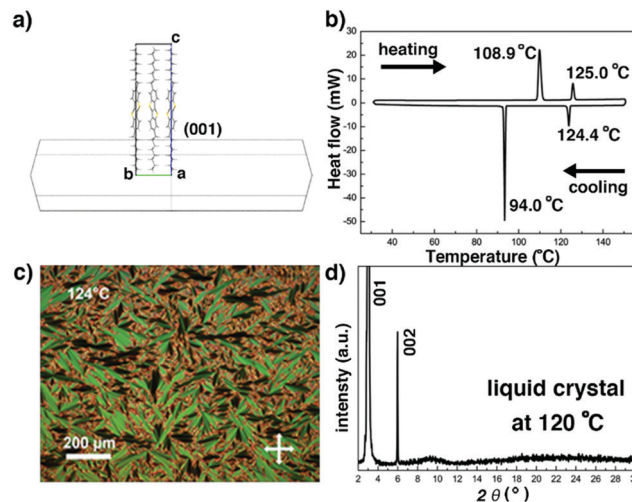 a)
c
(001)
b
a
b)
30
20
10
0
-10
-20
-30
-40
-50
Heat flow (mW)
heating
108.9 °C
125.0 °C
124.4 °C
94.0 °C
cooling
40 60 80 100 120 140
Temperature (°C)
c)
124°C
200 µm
d)
intensty (a.u.)
001
002
liquid crystal
at 120 °C
2 4 6 8 10 12 14 16 18 20 22 24 26 28 30
2 θ (°)